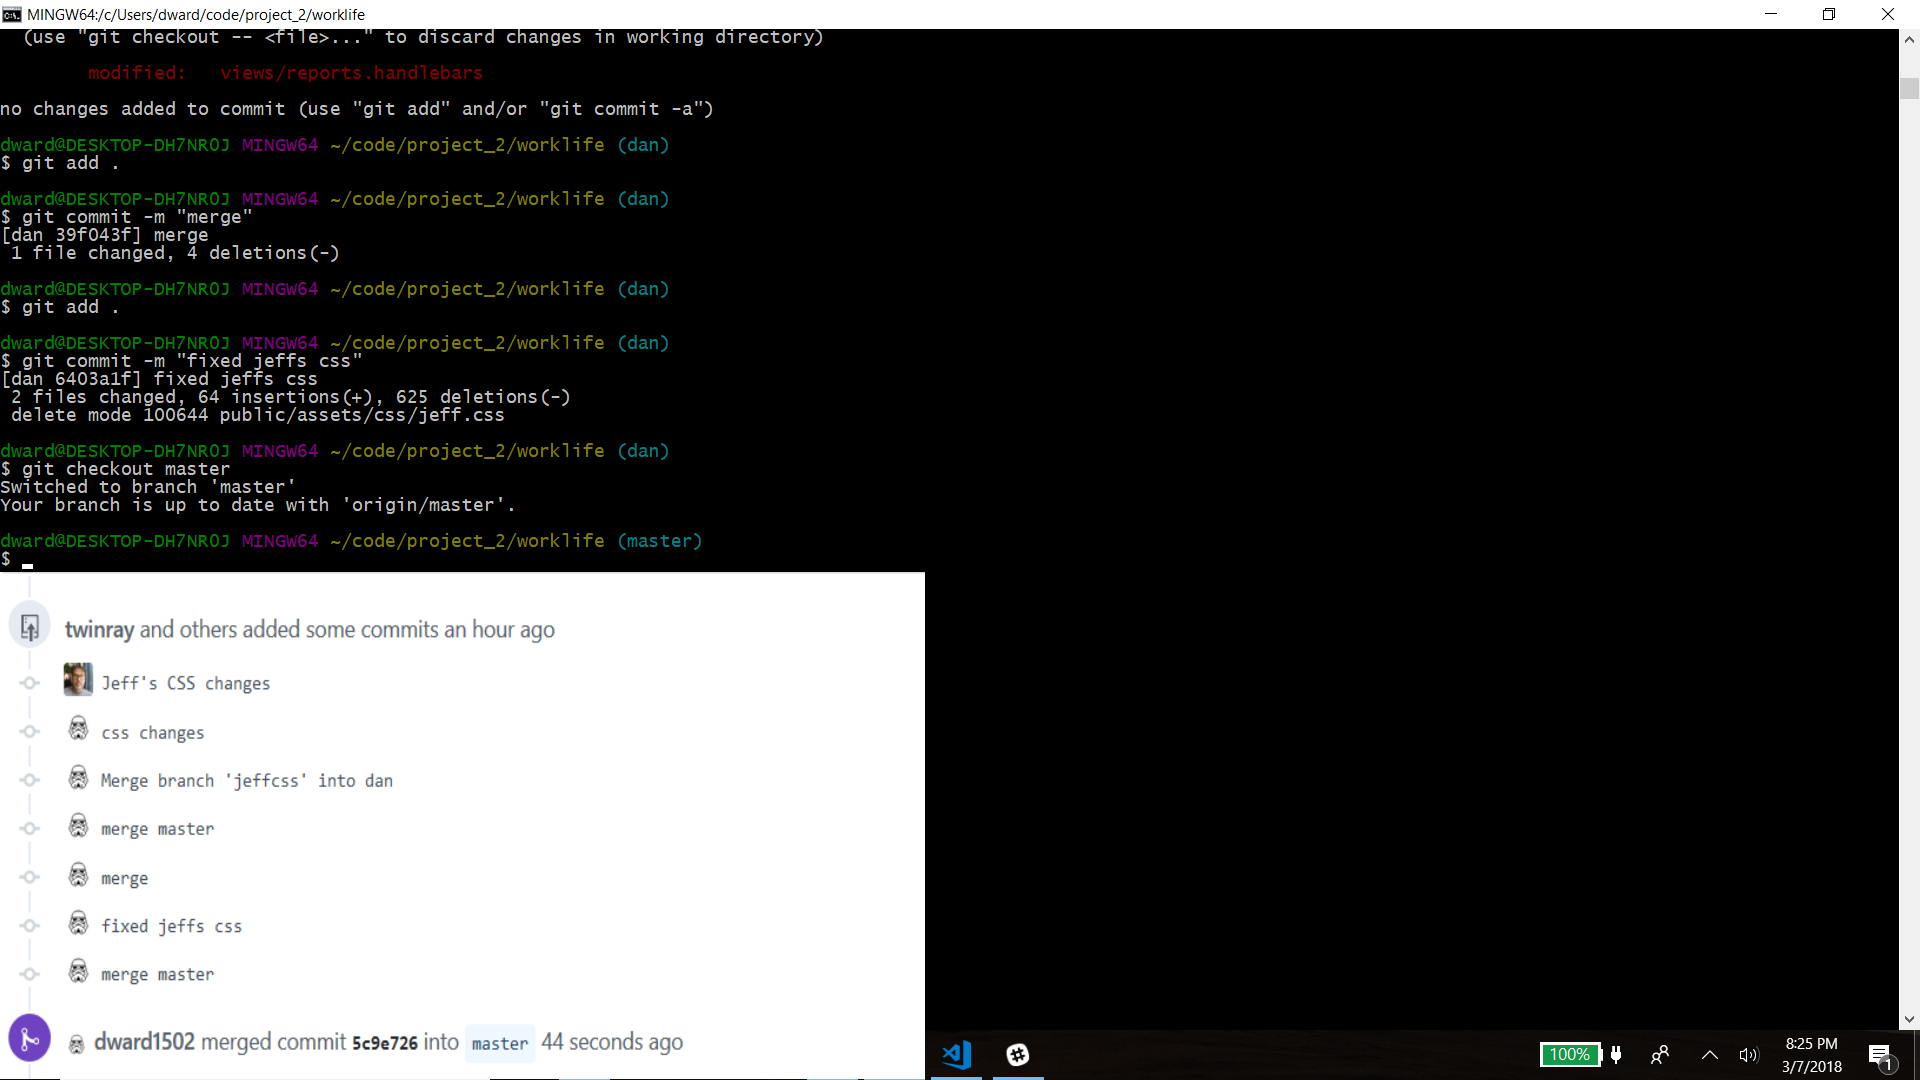 MINGW64:/c/Users/dward/code/project_2/worklife
(use "git checkout -- <file>..." to discard changes in working directory)
modified:   views/reports.handlebars
no changes added to commit (use "git add" and/or "git commit -a")
dward@DESKTOP-DH7NROJ MINGW64 ~/code/project_2/worklife (dan)
$ git add .
dward@DESKTOP-DH7NROJ MINGW64 ~/code/project_2/worklife (dan)
$ git commit -m "merge"
[dan 39f043f] merge
1 file changed, 4 deletions(-)
dward@DESKTOP-DH7NROJ MINGW64 ~/code/project_2/worklife (dan)
$ git add .
dward@DESKTOP-DH7NROJ MINGW64 ~/code/project_2/worklife (dan)
$ git commit -m "fixed jeffs css"
[dan 6403a1f] fixed jeffs css
2 files changed, 64 insertions(+), 625 deletions(-)
delete mode 100644 public/assets/css/jeff.css
dward@DESKTOP-DH7NROJ MINGW64 ~/code/project_2/worklife (dan)
$ git checkout master
Switched to branch 'master'
Your branch is up to date with 'origin/master'.
dward@DESKTOP-DH7NROJ MINGW64 ~/code/project_2/worklife (master)
$
twinray and others added some commits an hour ago
Jeff's CSS changes
css changes
Merge branch 'jeffcss' into dan
merge master
merge
fixed jeffs css
merge master
dward1502 merged commit 5c9e726 into master 44 seconds ago
100%
8:25 PM
3/7/2018
1